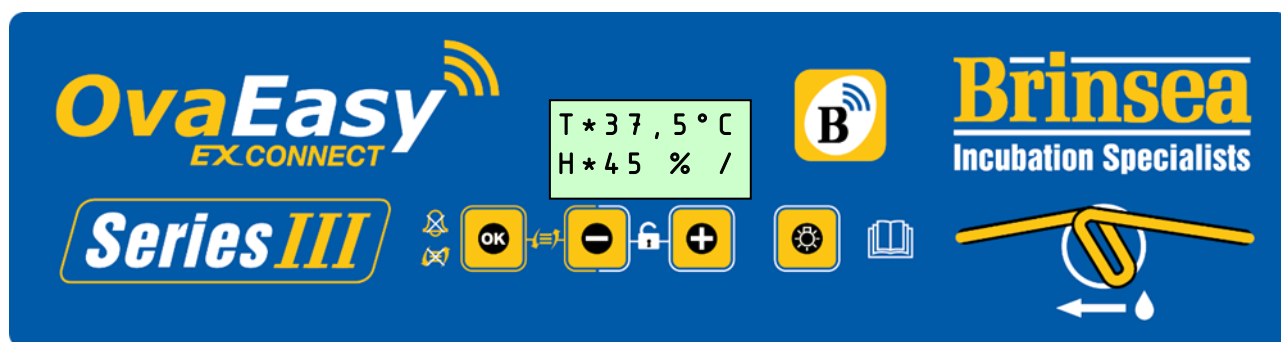 OvaEasy
EX CONNECT
Series III
T*37,5°C
H*45 % /
OK
B
Brinsea
Incubation Specialists